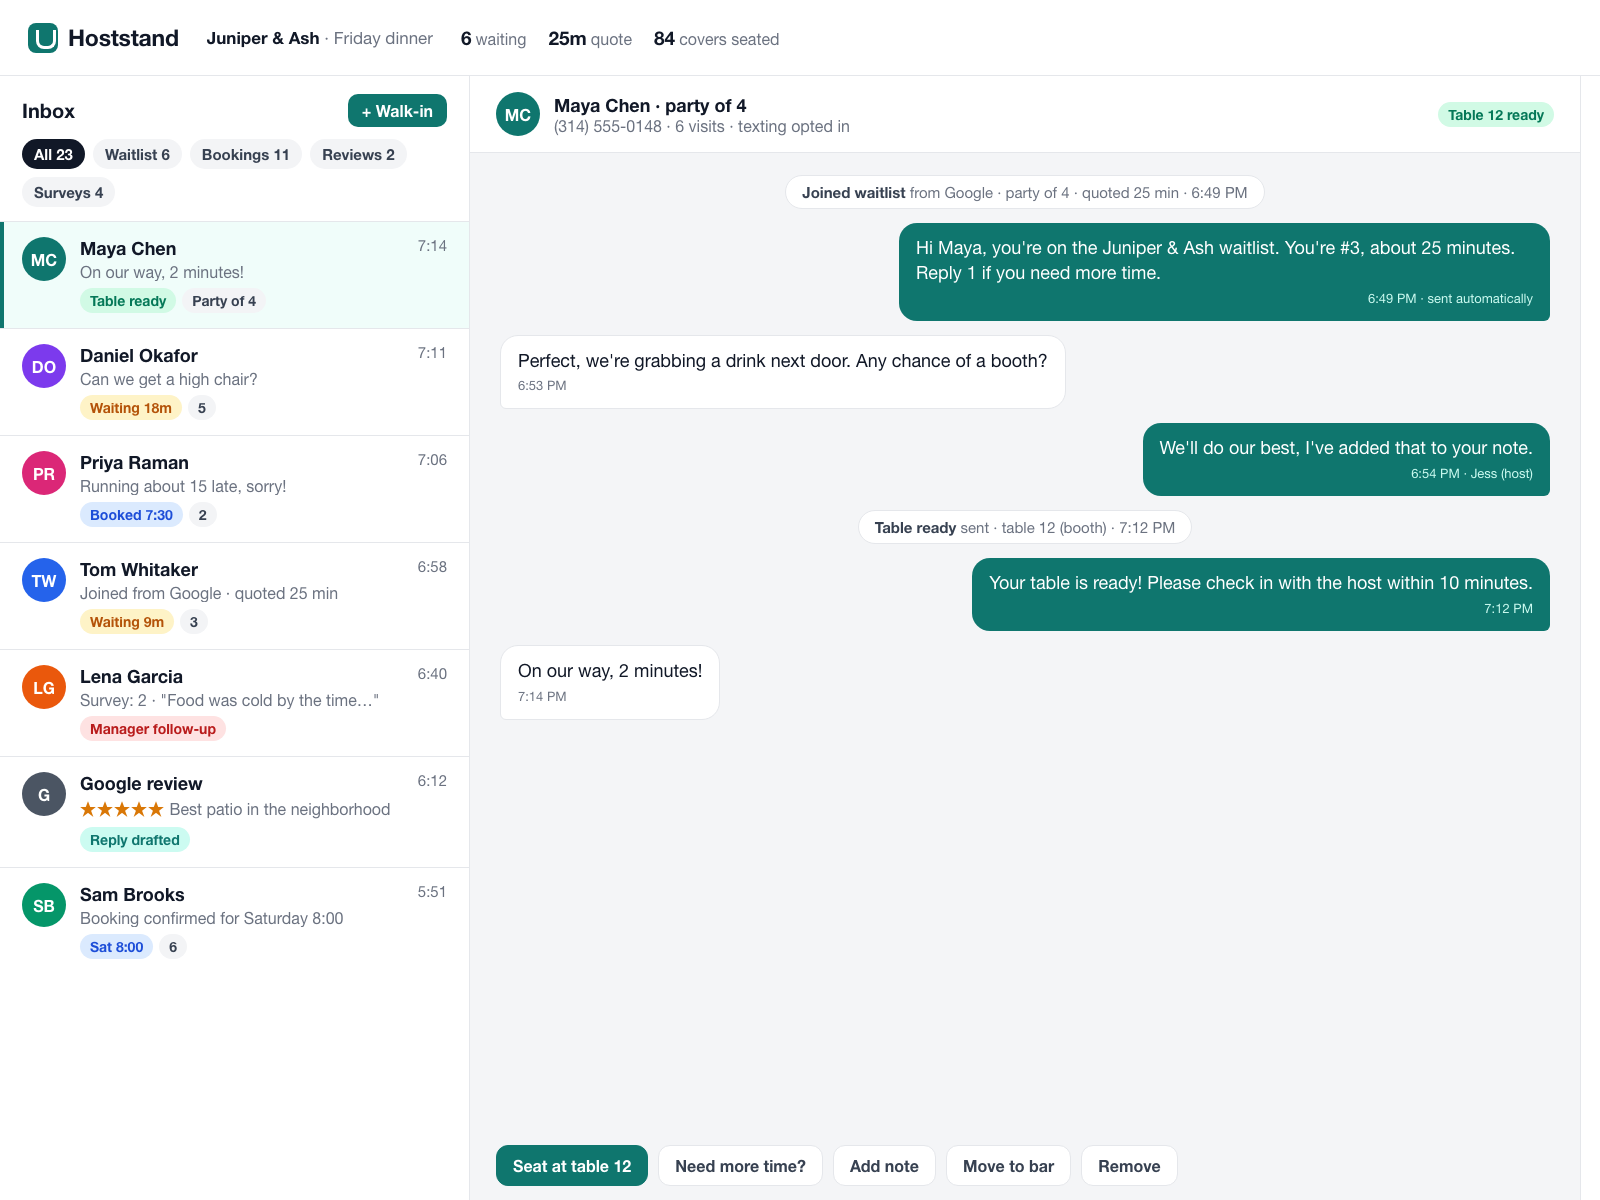 Hoststand
Juniper & Ash · Friday dinner
6 waiting
25m quote
84 covers seated
Inbox
+ Walk-in
All 23
Waitlist 6
Bookings 11
Reviews 2
Surveys 4
MC
Maya Chen
7:14
On our way, 2 minutes!
Table ready
Party of 4
DO
Daniel Okafor
7:11
Can we get a high chair?
Waiting 18m
5
PR
Priya Raman
7:06
Running about 15 late, sorry!
Booked 7:30
2
TW
Tom Whitaker
6:58
Joined from Google · quoted 25 min
Waiting 9m
3
LG
Lena Garcia
6:40
Survey: 2 · "Food was cold by the time…"
Manager follow-up
G
Google review
6:12
★★★★★ Best patio in the neighborhood
Reply drafted
SB
Sam Brooks
5:51
Booking confirmed for Saturday 8:00
Sat 8:00
6
MC
Maya Chen · party of 4
(314) 555-0148 · 6 visits · texting opted in
Table 12 ready
Joined waitlist from Google · party of 4 · quoted 25 min · 6:49 PM
Hi Maya, you're on the Juniper & Ash waitlist. You're #3, about 25 minutes.
Reply 1 if you need more time.
6:49 PM · sent automatically
Perfect, we're grabbing a drink next door. Any chance of a booth?
6:53 PM
We'll do our best, I've added that to your note.
6:54 PM · Jess (host)
Table ready sent · table 12 (booth) · 7:12 PM
Your table is ready! Please check in with the host within 10 minutes.
7:12 PM
On our way, 2 minutes!
7:14 PM
Seat at table 12
Need more time?
Add note
Move to bar
Remove